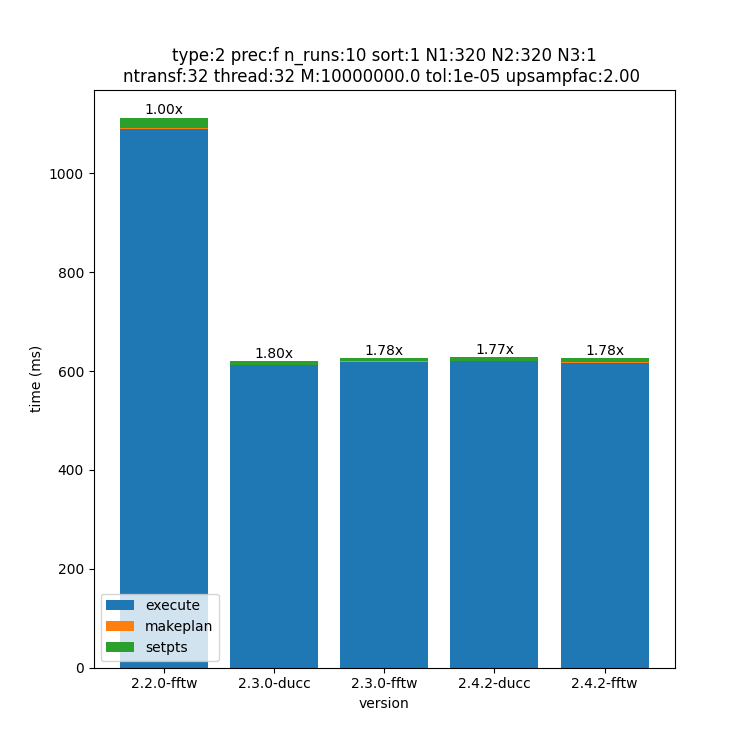 type:2 prec:f n_runs:10 sort:1 N1:320 N2:320 N3:1
ntransf:32 thread:32 M:10000000.0 tol:1e-05 upsampfac:2.00
1.00x
1.80x
1.78x
1.77x
1.78x
1000
800
600
400
200
0
time (ms)
execute
makeplan
setpts
2.2.0-fftw
2.3.0-ducc
2.3.0-fftw
2.4.2-ducc
2.4.2-fftw
version